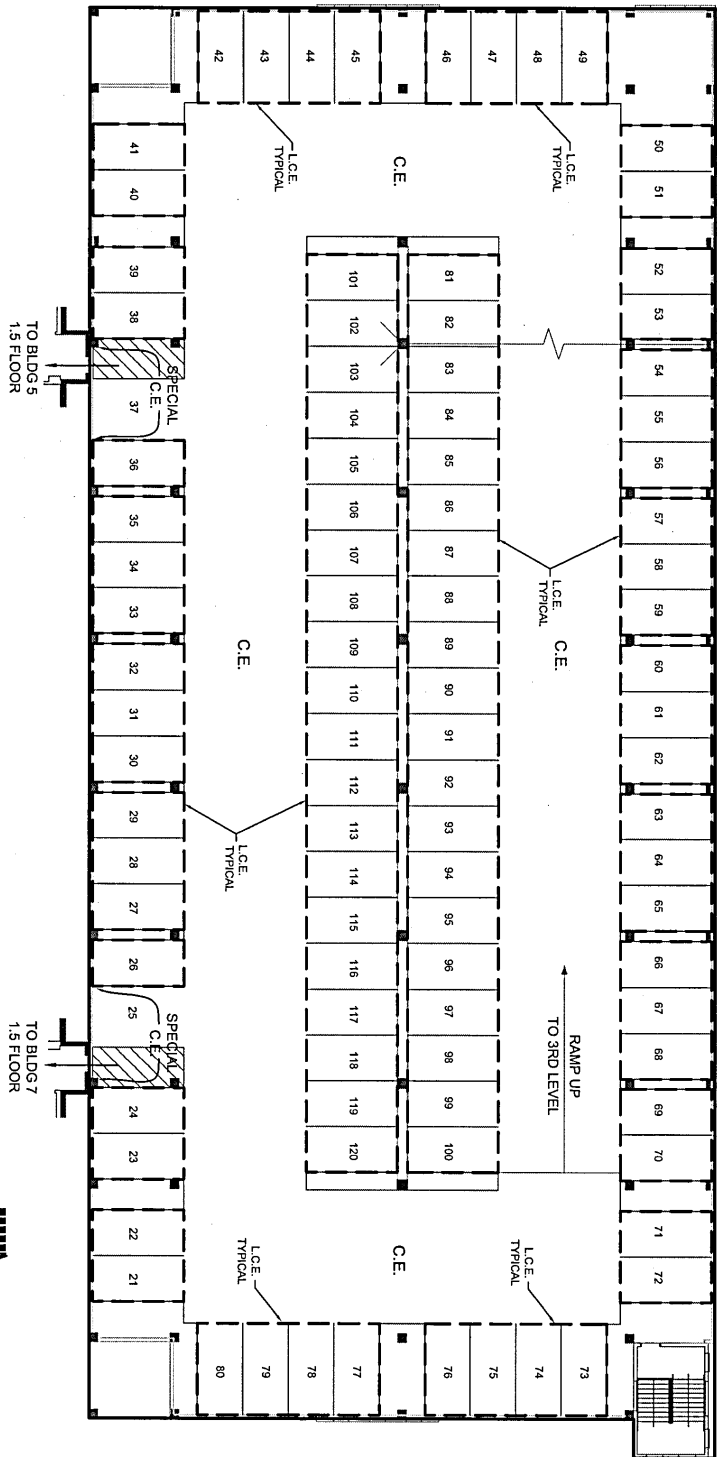 50 51 52 53 54 55 56 57 58 59 60 61 62 63 64 65 66 67 68 69 70 71 72
49
48
47
46
45
44
43
42
L.C.E.
TYPICAL
L.C.E.
TYPICAL
C.E.
L.C.E.
TYPICAL
C.E.
RAMP UP
TO 3RD LEVEL
81 82 83 84 85 86 87 88 89 90 91 92 93 94 95 96 97 98 99 100
101 102 103 104 105 106 107 108 109 110 111 112 113 114 115 116 117 118 119 120
C.E.
L.C.E.
TYPICAL
L.C.E.
TYPICAL
C.E.
L.C.E.
TYPICAL
73
74
75
76
77
78
79
80
SPECIAL
C.E.
SPECIAL
C.E.
41 40 39 38 37 36 35 34 33 32 31 30 29 28 27 26 25 24 23 22 21
TO BLDG 5
1.5 FLOOR
TO BLDG 7
1.5 FLOOR